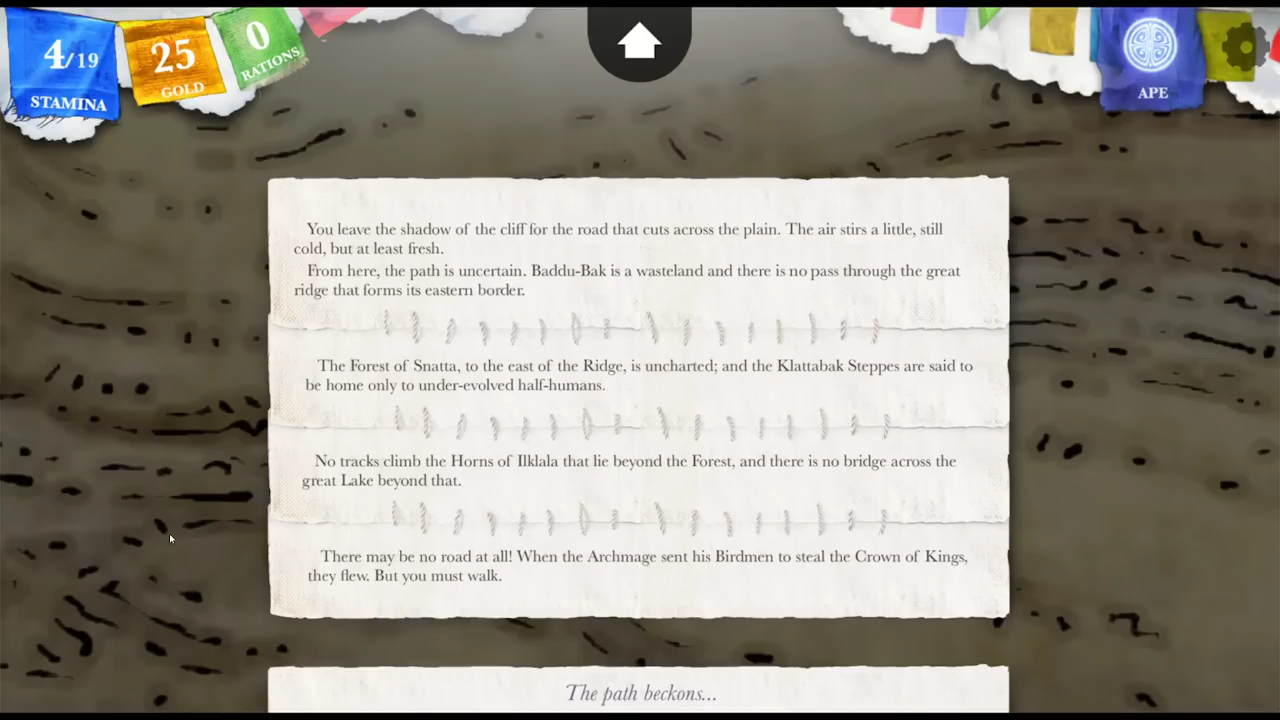 4/19
STAMINA
25
GOLD
0
RATIONS
APE
You leave the shadow of the cliff for the road that cuts across the plain. The air stirs a little, still
cold, but at least fresh.
From here, the path is uncertain. Baddu-Bak is a wasteland and there is no pass through the great
ridge that forms its eastern border.
The Forest of Snatta, to the east of the Ridge, is uncharted; and the Klattabak Steppes are said to
be home only to under-evolved half-humans.
No tracks climb the Horns of Ilklala that lie beyond the Forest, and there is no bridge across the
great Lake beyond that.
There may be no road at all! When the Archmage sent his Birdmen to steal the Crown of Kings,
they flew. But you must walk.
The path beckons...